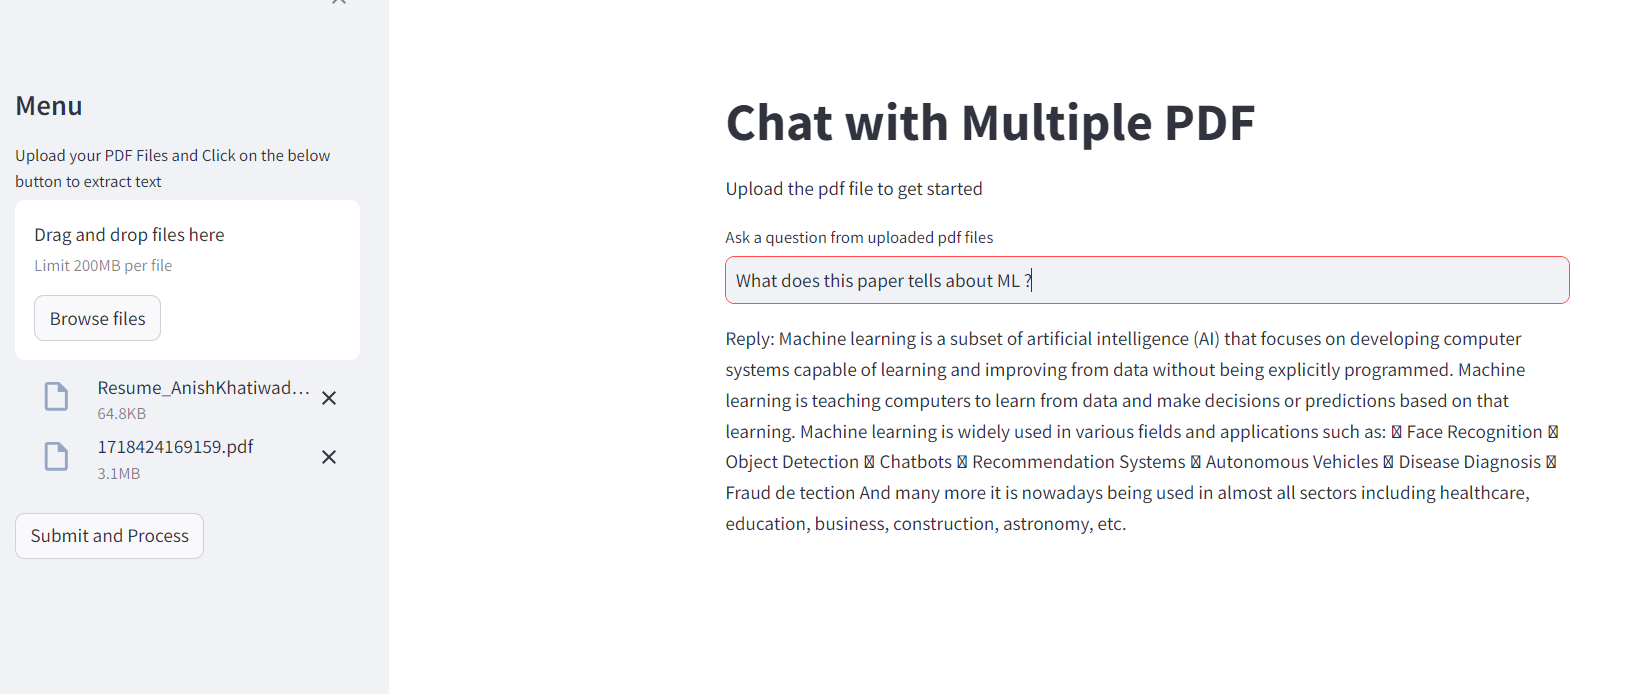 Menu
Upload your PDF Files and Click on the below
button to extract text
Drag and drop files here
Limit 200MB per file
Browse files
Resume_AnishKhatiwad...
64.8KB
1718424169159.pdf
3.1MB
Submit and Process
Chat with Multiple PDF
Upload the pdf file to get started
Ask a question from uploaded pdf files
What does this paper tells about ML ?
Reply: Machine learning is a subset of artificial intelligence (AI) that focuses on developing computer
systems capable of learning and improving from data without being explicitly programmed. Machine
learning is teaching computers to learn from data and make decisions or predictions based on that
learning. Machine learning is widely used in various fields and applications such as:  Face Recognition 
Object Detection  Chatbots  Recommendation Systems  Autonomous Vehicles  Disease Diagnosis 
Fraud de tection And many more it is nowadays being used in almost all sectors including healthcare,
education, business, construction, astronomy, etc.